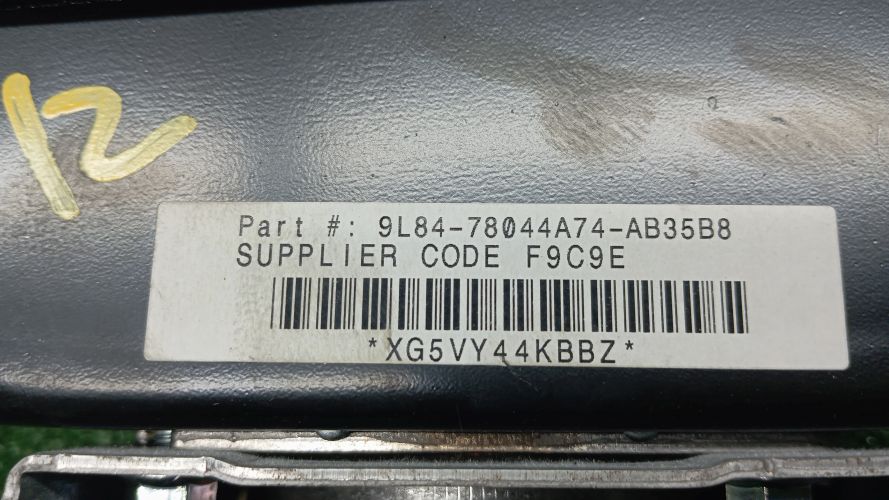 12
Part #: 9L84-78044A74-AB35B8
SUPPLIER CODE F9C9E
*XG5VY44KBBZ*